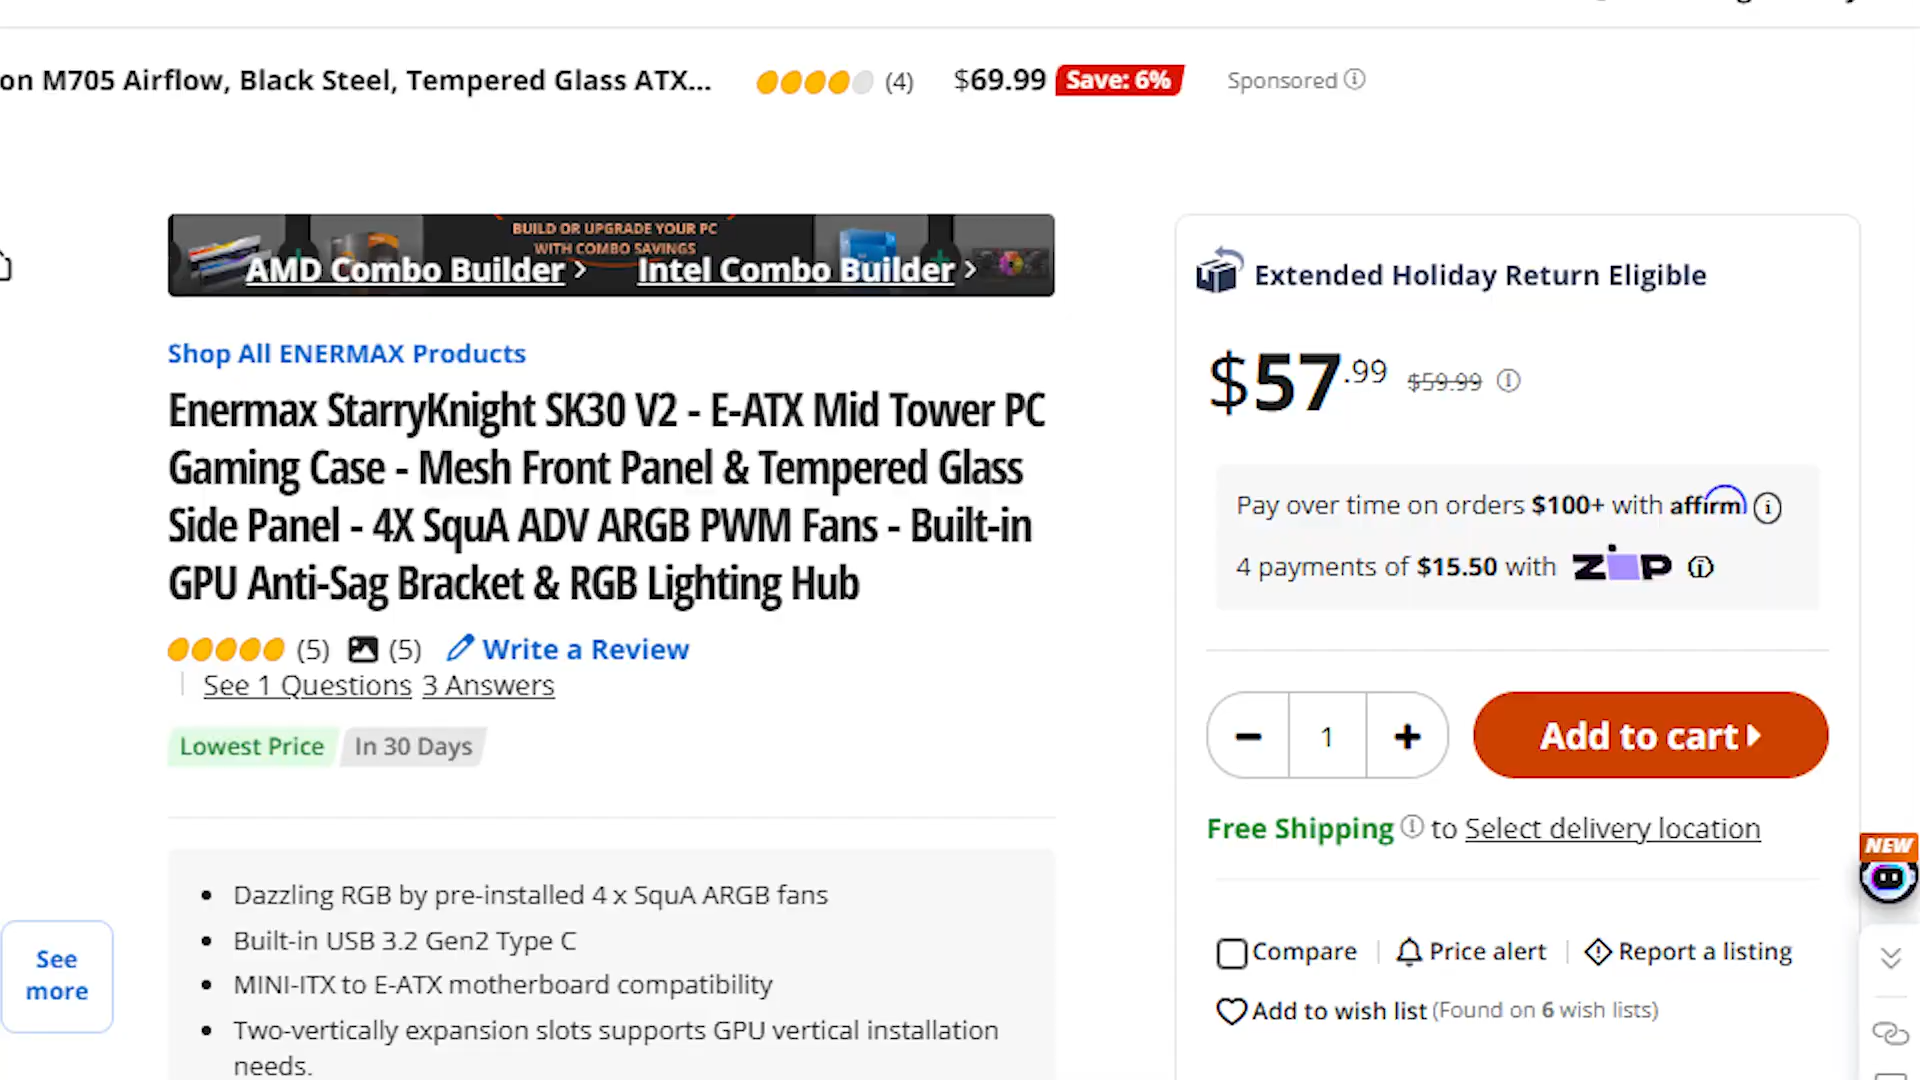 on M705 Airflow, Black Steel, Tempered Glass ATX... (4) $69.99 Save: 6% Sponsored
BUILD OR UPGRADE YOUR PC
WITH COMBO SAVINGS
AMD Combo Builder › Intel Combo Builder ›
Shop All ENERMAX Products
Enermax StarryKnight SK30 V2 - E-ATX Mid Tower PC
Gaming Case - Mesh Front Panel & Tempered Glass
Side Panel - 4X SquA ADV ARGB PWM Fans - Built-in
GPU Anti-Sag Bracket & RGB Lighting Hub
(5) (5) Write a Review
See 1 Questions 3 Answers
Lowest Price In 30 Days
• Dazzling RGB by pre-installed 4 x SquA ARGB fans
• Built-in USB 3.2 Gen2 Type C
• MINI-ITX to E-ATX motherboard compatibility
• Two-vertically expansion slots supports GPU vertical installation
needs.
See
more
Extended Holiday Return Eligible
$57.99 $59.99
Pay over time on orders $100+ with affirm
4 payments of $15.50 with ZIP
− 1 + Add to cart
Free Shipping to Select delivery location
Compare Price alert Report a listing
Add to wish list (Found on 6 wish lists)
NEW